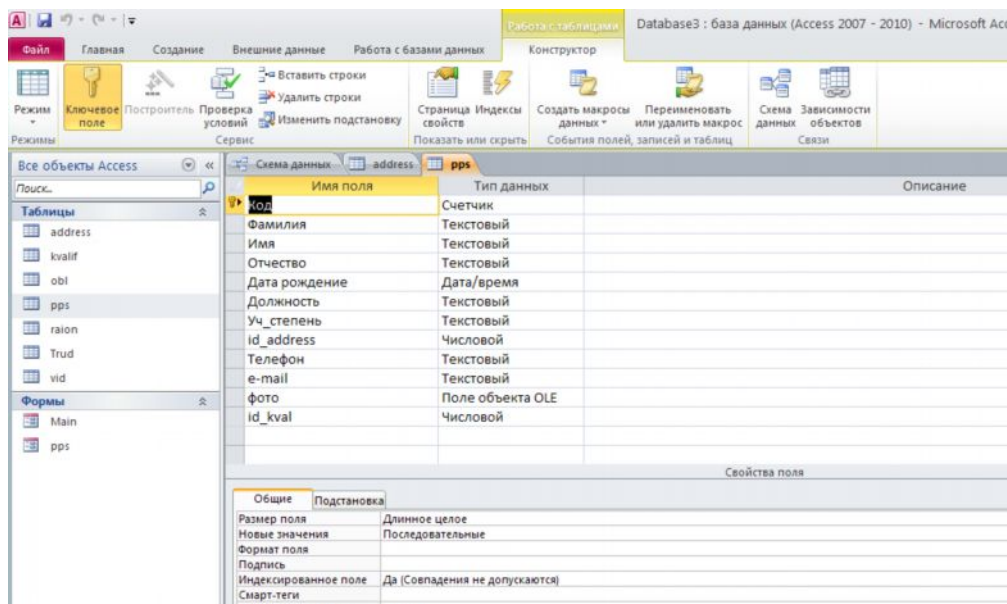 Работа с таблицами
Database3 : база данных (Access 2007 - 2010) - Microsoft Acc
Файл Главная Создание Внешние данные Работа с базами данных Конструктор
Режим
Ключевое поле
Построитель
Проверка условий
Вставить строки
Удалить строки
Изменить подстановку
Страница свойств
Индексы
Создать макросы данных
Переименовать или удалить макрос
Схема данных
Зависимости объектов
Режимы Сервис Показать или скрыть События полей, записей и таблиц Связи
Все объекты Access
Поиск...
Таблицы
address
kvalif
obl
pps
raion
Trud
vid
Формы
Main
pps
Схема данных address pps
Имя поля Тип данных Описание
Код Счетчик
Фамилия Текстовый
Имя Текстовый
Отчество Текстовый
Дата рождение Дата/время
Должность Текстовый
Уч_степень Текстовый
id_address Числовой
Телефон Текстовый
e-mail Текстовый
фото Поле объекта OLE
id_kval Числовой
Свойства поля
Общие Подстановка
Размер поля Длинное целое
Новые значения Последовательные
Формат поля
Подпись
Индексированное поле Да (Совпадения не допускаются)
Смарт-теги